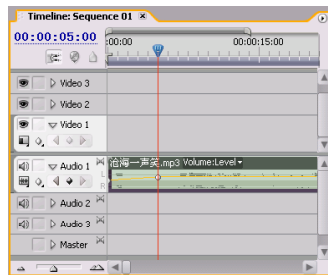 Timeline: Sequence 01
00:00:05:00
:00:00
00:00:15:00
Video 3
Video 2
Video 1
Audio 1
沧海一声笑.mp3 Volume:Level
L
R
Audio 2
Audio 3
Master